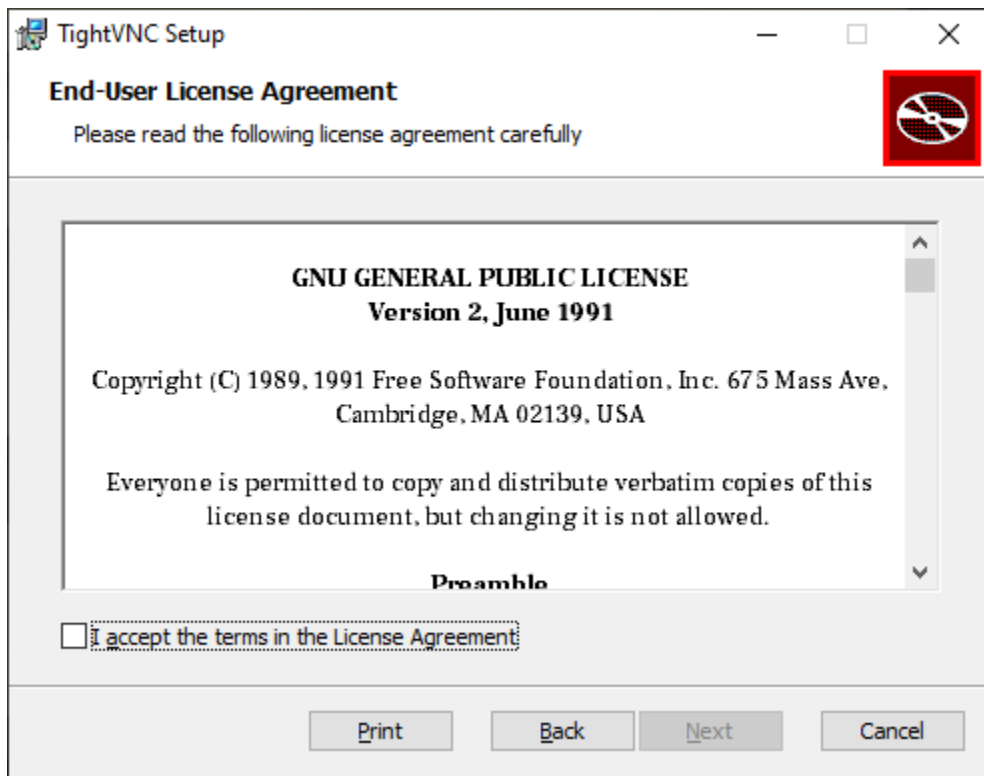 TightVNC Setup
End-User License Agreement
Please read the following license agreement carefully
GNU GENERAL PUBLIC LICENSE
Version 2, June 1991
Copyright (C) 1989, 1991 Free Software Foundation, Inc. 675 Mass Ave,
Cambridge, MA 02139, USA
Everyone is permitted to copy and distribute verbatim copies of this
license document, but changing it is not allowed.
Preamble
I accept the terms in the License Agreement
Print Back Next Cancel